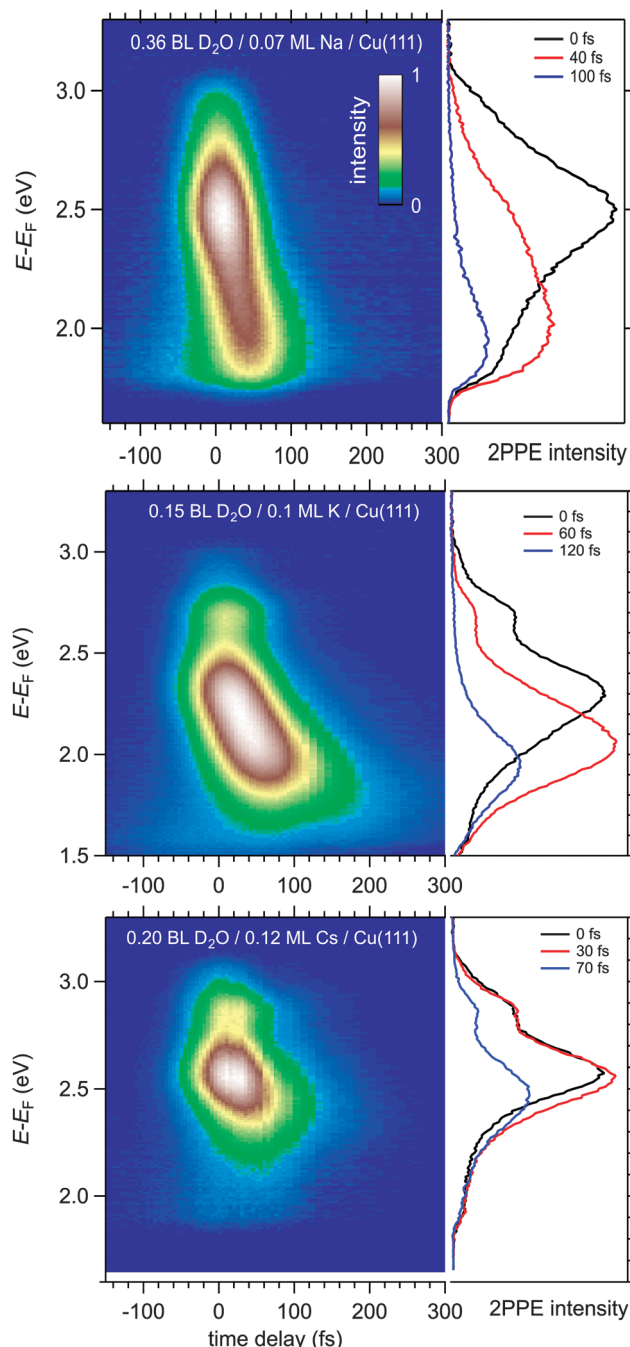 0.36 BL D₂O / 0.07 ML Na / Cu(111)
1
intensity
0
0 fs
40 fs
100 fs
3.0
2.5
2.0
E-E_F (eV)
-100 0 100 200 300
2PPE intensity
0.15 BL D₂O / 0.1 ML K / Cu(111)
0 fs
60 fs
120 fs
3.0
2.5
2.0
1.5
E-E_F (eV)
-100 0 100 200 300
0.20 BL D₂O / 0.12 ML Cs / Cu(111)
0 fs
30 fs
70 fs
3.0
2.5
2.0
E-E_F (eV)
-100 0 100 200 300
time delay (fs)
2PPE intensity